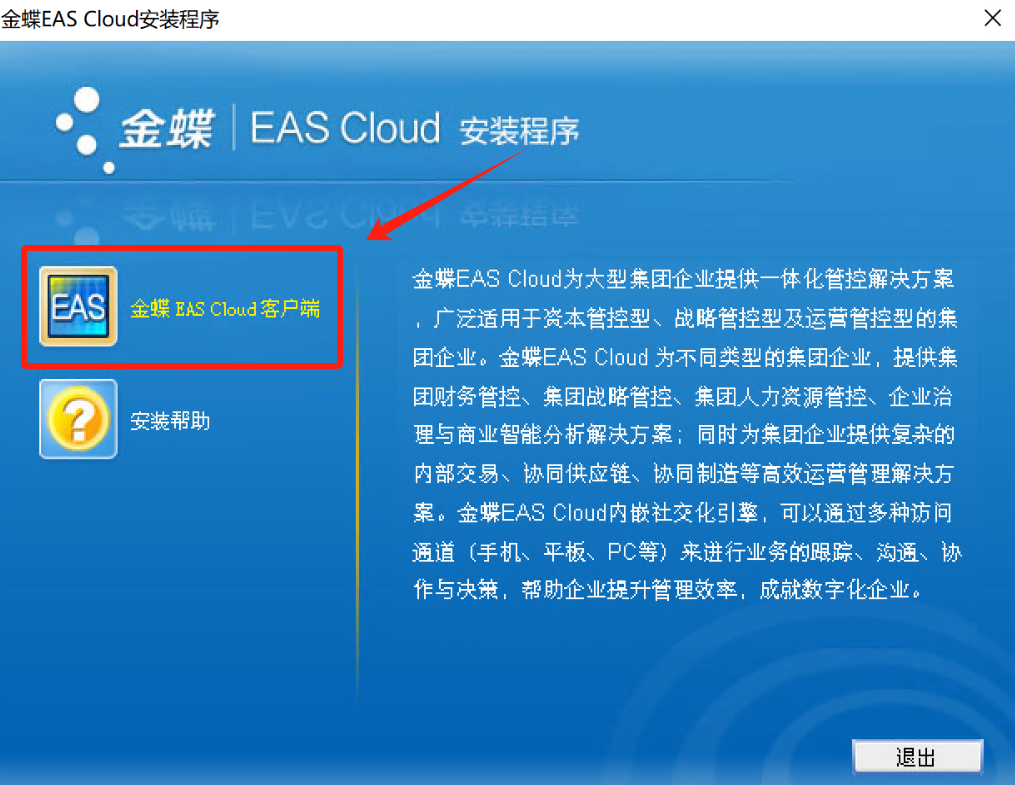 金蝶EAS Cloud安装程序
金蝶 | EAS Cloud 安装程序
金蝶 EAS Cloud 客户端
安装帮助
金蝶EAS Cloud为大型集团企业提供一体化管控解决方案
，广泛适用于资本管控型、战略管控型及运营管控型的集
团企业。金蝶EAS Cloud 为不同类型的集团企业，提供集
团财务管控、集团战略管控、集团人力资源管控、企业治
理与商业智能分析解决方案；同时为集团企业提供复杂的
内部交易、协同供应链、协同制造等高效运营管理解决方
案。金蝶EAS Cloud内嵌社交化引擎，可以通过多种访问
通道（手机、平板、PC等）来进行业务的跟踪、沟通、协
作与决策，帮助企业提升管理效率，成就数字化企业。
EAS
退出